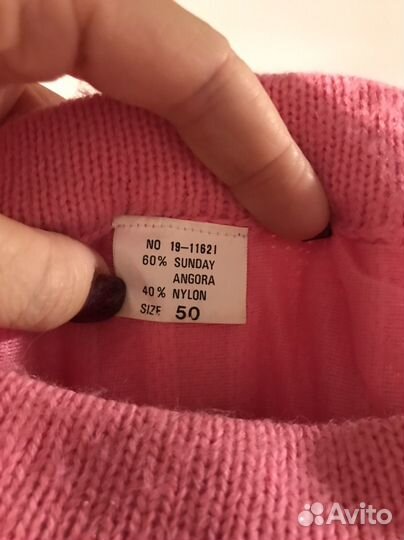 NO 19-11621
60% SUNDAY
ANGORA
40% NYLON
SIZE 50
Avito